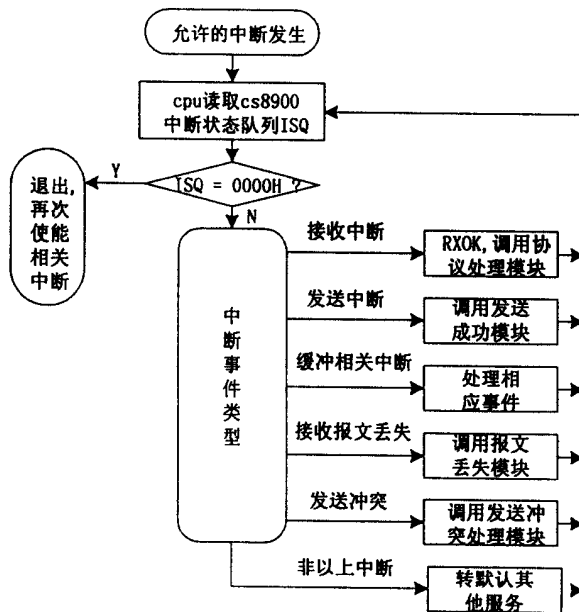 允许的中断发生
cpu读取cs8900
中断状态队列ISQ
Y
ISQ = 0000H ?
N
退出,
再次
使能
相关
中断
中断事件类型
接收中断
RXOK,调用协
议处理模块
发送中断
调用发送
成功模块
缓冲相关中断
处理相
应事件
接收报文丢失
调用报文
丢失模块
发送冲突
调用发送冲
突处理模块
非以上中断
转默认其
他服务